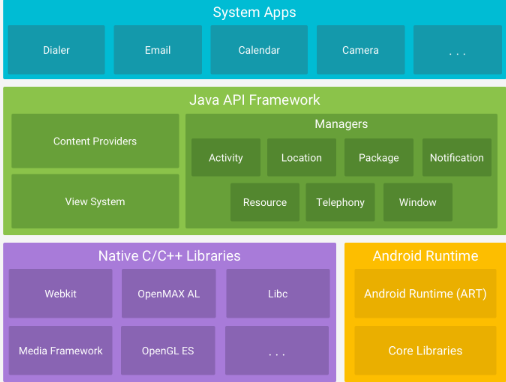 System Apps
Dialer
Email
Calendar
Camera
. . .
Java API Framework
Content Providers
View System
Managers
Activity
Location
Package
Notification
Resource
Telephony
Window
Native C/C++ Libraries
Webkit
OpenMAX AL
Libc
Media Framework
OpenGL ES
. . .
Android Runtime
Android Runtime (ART)
Core Libraries